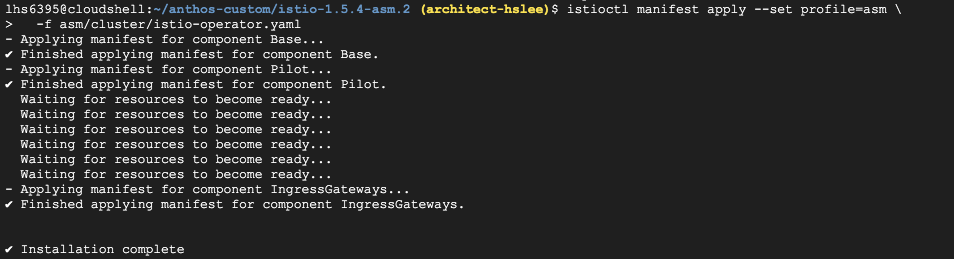 lhs6395@cloudshell:~/anthos-custom/istio-1.5.4-asm.2 (architect-hslee)$ istioctl manifest apply --set profile=asm \
>   -f asm/cluster/istio-operator.yaml
- Applying manifest for component Base...
✔ Finished applying manifest for component Base.
- Applying manifest for component Pilot...
✔ Finished applying manifest for component Pilot.
  Waiting for resources to become ready...
  Waiting for resources to become ready...
  Waiting for resources to become ready...
  Waiting for resources to become ready...
  Waiting for resources to become ready...
  Waiting for resources to become ready...
- Applying manifest for component IngressGateways...
✔ Finished applying manifest for component IngressGateways.
✔ Installation complete